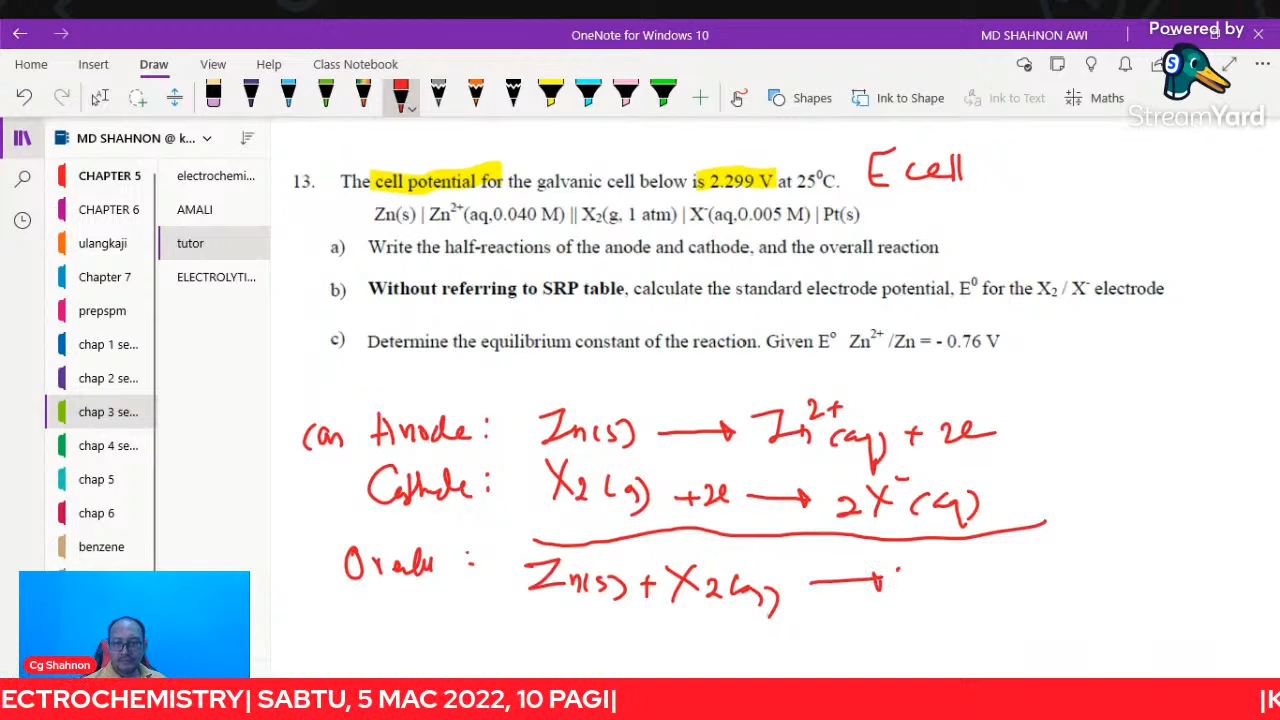 Powered by
OneNote for Windows 10
MD SHAHNON AWI
StreamYard
Home Insert Draw View Help Class Notebook
Shapes Ink to Shape Ink to Text Maths
MD SHAHNON @ k...
CHAPTER 5
CHAPTER 6
ulangkaji
Chapter 7
prepspm
chap 1 se...
chap 2 se...
chap 3 se...
chap 4 se...
chap 5
chap 6
benzene
electrochemi...
AMALI
tutor
ELECTROLYTI...
E cell
13. The cell potential for the galvanic cell below is 2.299 V at 25⁰C.
Zn(s) | Zn²⁺(aq,0.040 M) || X₂(g, 1 atm) | X⁻(aq,0.005 M) | Pt(s)
a) Write the half-reactions of the anode and cathode, and the overall reaction
b) Without referring to SRP table, calculate the standard electrode potential, E⁰ for the X₂ / X⁻ electrode
c) Determine the equilibrium constant of the reaction. Given E° Zn²⁺ /Zn = - 0.76 V
Anode : Zn(s) → Zn²⁺(aq) + 2e
Cathode : X₂(g) + 2e → 2X⁻(aq)
: Zn(s) + X₂(g) →
Cg Shahnon
ECTROCHEMISTRY| SABTU, 5 MAC 2022, 10 PAGI| |K